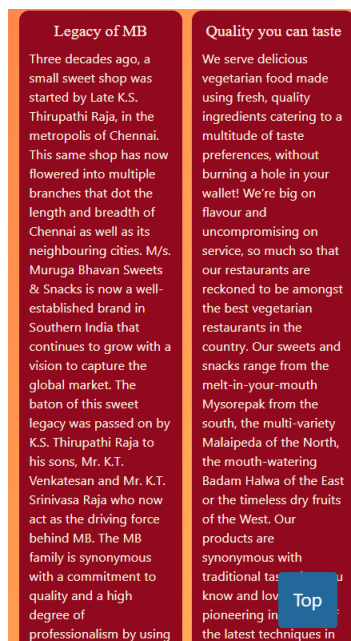 Legacy of MB
Three decades ago, a
small sweet shop was
started by Late K.S.
Thirupathi Raja, in the
metropolis of Chennai.
This same shop has now
flowered into multiple
branches that dot the
length and breadth of
Chennai as well as its
neighbouring cities. M/s.
Muruga Bhavan Sweets
& Snacks is now a well-
established brand in
Southern India that
continues to grow with a
vision to capture the
global market. The
baton of this sweet
legacy was passed on by
K.S. Thirupathi Raja to
his sons, Mr. K.T.
Venkatesan and Mr. K.T.
Srinivasa Raja who now
act as the driving force
behind MB. The MB
family is synonymous
with a commitment to
quality and a high
degree of
professionalism by using
Quality you can taste
We serve delicious
vegetarian food made
using fresh, quality
ingredients catering to a
multitude of taste
preferences, without
burning a hole in your
wallet! We're big on
flavour and
uncompromising on
service, so much so that
our restaurants are
reckoned to be amongst
the best vegetarian
restaurants in the
country. Our sweets and
snacks range from the
melt-in-your-mouth
Mysorepak from the
south, the multi-variety
Malaipeda of the North,
the mouth-watering
Badam Halwa of the East
or the timeless dry fruits
of the West. Our
products are
synonymous with
traditional
know and
pioneering
the latest techniques in
Top